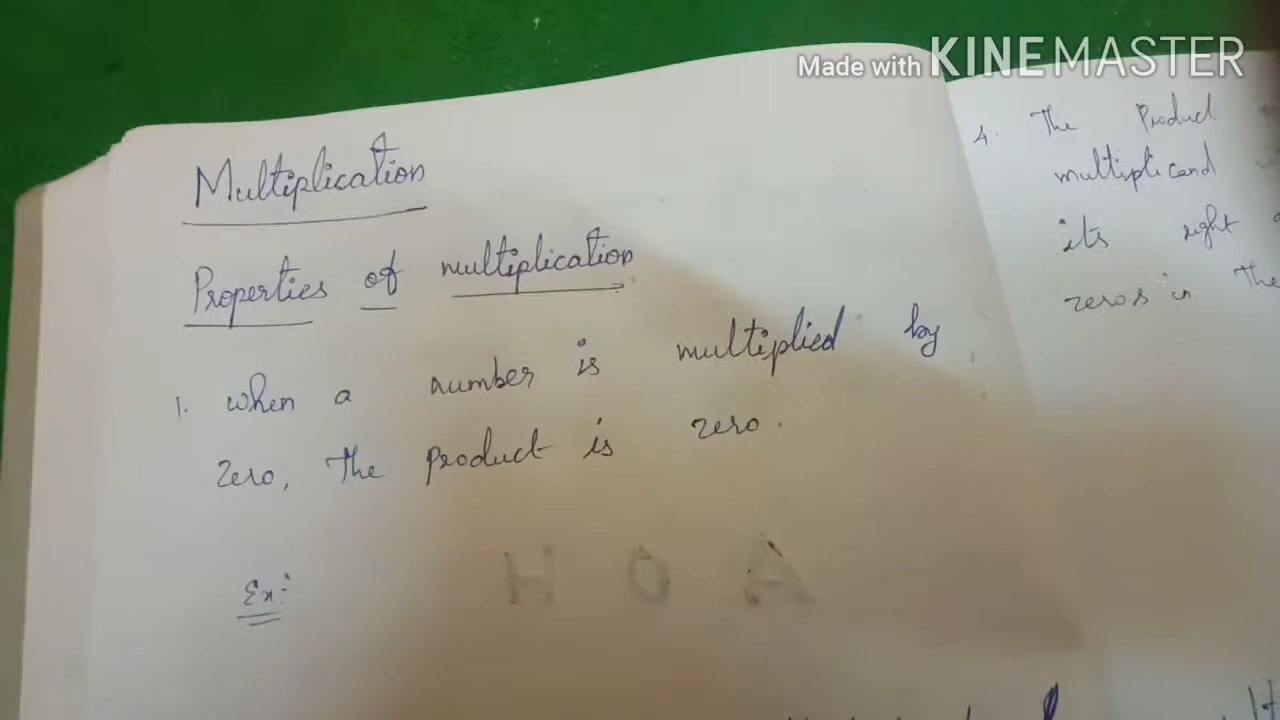 Made with KINEMASTER
Multiplication
Properties of multiplication
1. when a number is multiplied by
zero, the product is zero.
Ex:-
H O A
4. The Product
multiplicand
its right
zeros is the